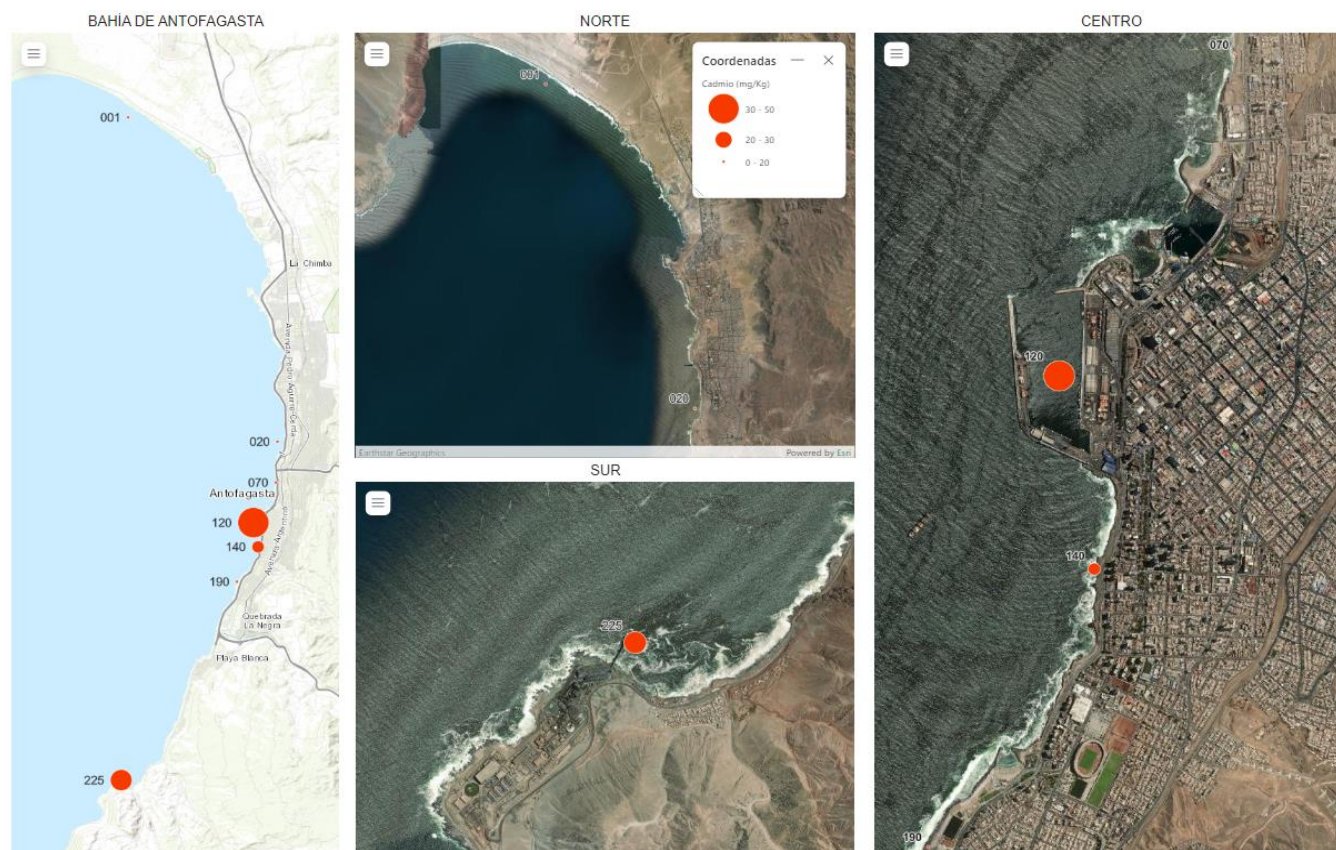 BAHÍA DE ANTOFAGASTA
001
La Chimba
Avenida Pedro Aguirre Cerda
020
070
Antofagasta
120
140
Avenida Argentina
190
Quebrada
La Negra
Playa Blanca
225
NORTE
001
Coordenadas
Cadmio (mg/Kg)
30 - 50
20 - 30
0 - 20
020
Earthstar Geographics
Powered by Esri
SUR
225
CENTRO
070
120
140
190